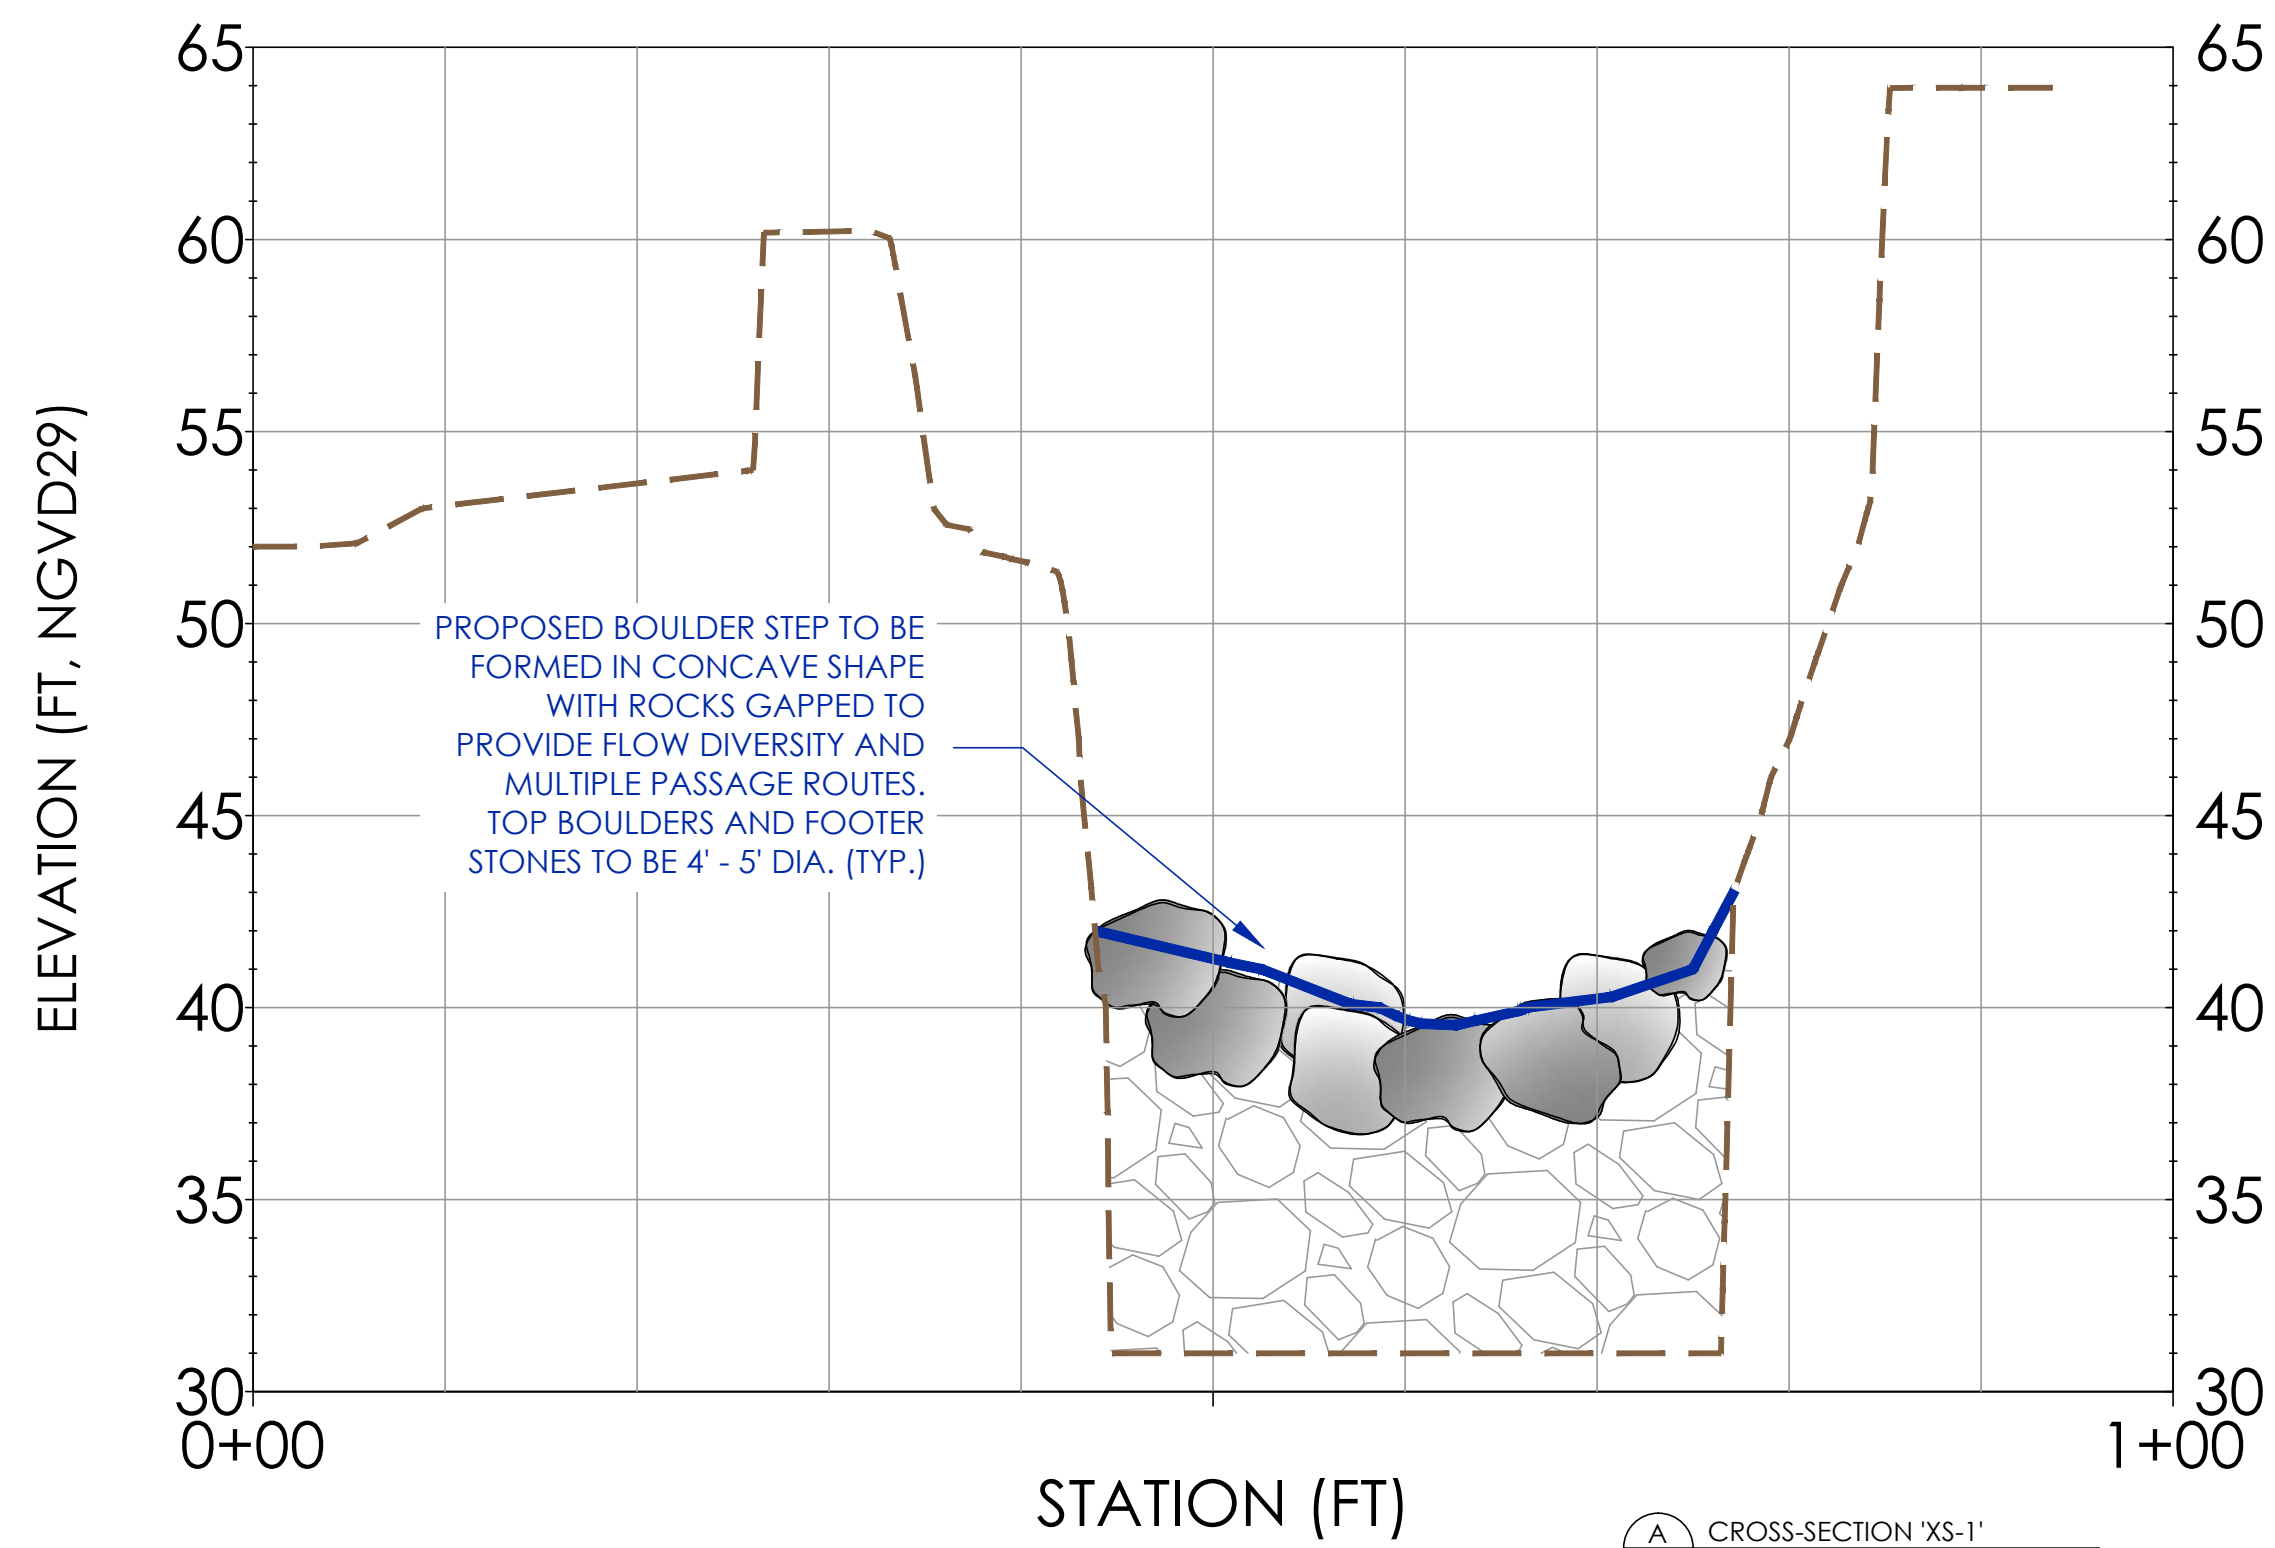 65
60
55
50
45
40
35
30
65
60
55
50
45
40
35
30
ELEVATION (FT, NGVD29)
PROPOSED BOULDER STEP TO BE
FORMED IN CONCAVE SHAPE
WITH ROCKS GAPPED TO
PROVIDE FLOW DIVERSITY AND
MULTIPLE PASSAGE ROUTES.
TOP BOULDERS AND FOOTER
STONES TO BE 4' - 5' DIA. (TYP.)
0+00
1+00
STATION (FT)
A
CROSS-SECTION 'XS-1'